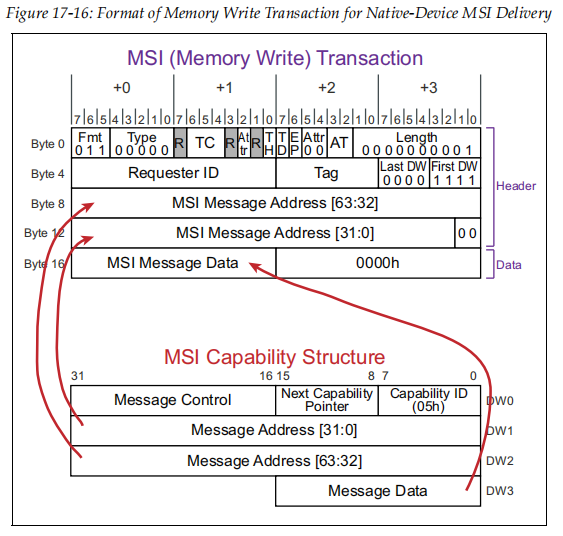 Figure 17-16: Format of Memory Write Transaction for Native-Device MSI Delivery
MSI (Memory Write) Transaction
+0 +1 +2 +3
7 6 5 4 3 2 1 0 7 6 5 4 3 2 1 0 7 6 5 4 3 2 1 0 7 6 5 4 3 2 1 0
Byte 0 Fmt 0 1 1 Type 0 0 0 0 0 R TC R At tr R T H T D E P Attr 0 0 AT Length 0 0 0 0 0 0 0 0 0 1
Byte 4 Requester ID Tag Last DW 0 0 0 0 First DW 1 1 1 1
Header
Byte 8 MSI Message Address [63:32]
Byte 12 MSI Message Address [31:0] 0 0
Byte 16 MSI Message Data 0000h Data
MSI Capability Structure
31 16 15 8 7 0
Message Control Next Capability Pointer Capability ID (05h) DW0
Message Address [31:0] DW1
Message Address [63:32] DW2
Message Data DW3